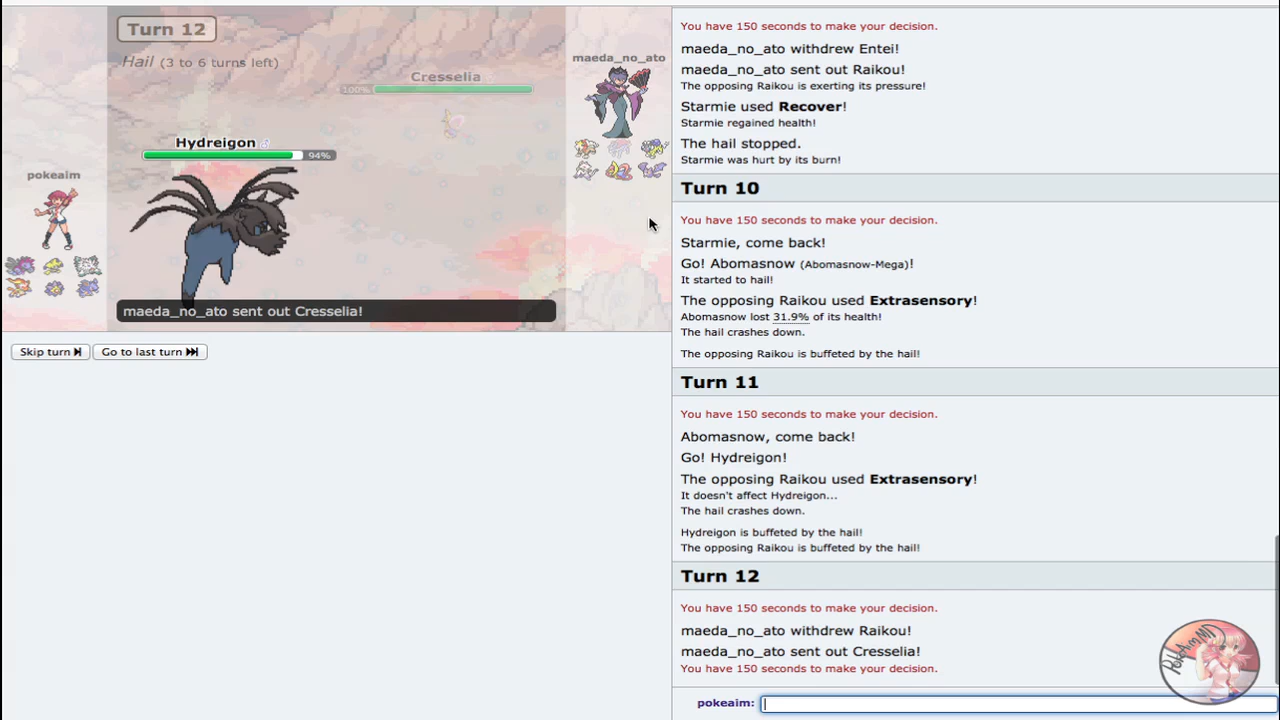 Turn 12
Hail (3 to 6 turns left)
Cresselia
100%
Hydreigon
94%
maeda_no_ato
pokeaim
maeda_no_ato sent out Cresselia!
Skip turn
Go to last turn
You have 150 seconds to make your decision.
maeda_no_ato withdrew Entei!
maeda_no_ato sent out Raikou!
The opposing Raikou is exerting its pressure!
Starmie used Recover!
Starmie regained health!
The hail stopped.
Starmie was hurt by its burn!
Turn 10
You have 150 seconds to make your decision.
Starmie, come back!
Go! Abomasnow (Abomasnow-Mega)!
It started to hail!
The opposing Raikou used Extrasensory!
Abomasnow lost 31.9% of its health!
The hail crashes down.
The opposing Raikou is buffeted by the hail!
Turn 11
You have 150 seconds to make your decision.
Abomasnow, come back!
Go! Hydreigon!
The opposing Raikou used Extrasensory!
It doesn't affect Hydreigon...
The hail crashes down.
Hydreigon is buffeted by the hail!
The opposing Raikou is buffeted by the hail!
Turn 12
You have 150 seconds to make your decision.
maeda_no_ato withdrew Raikou!
maeda_no_ato sent out Cresselia!
You have 150 seconds to make your decision.
pokeaim: